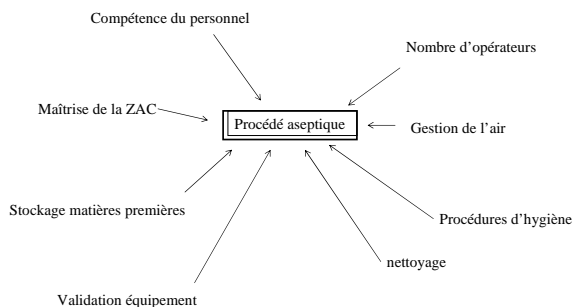 Compétence du personnel
Nombre d’opérateurs
Maîtrise de la ZAC
Procédé aseptique
Gestion de l’air
Stockage matières premières
Procédures d’hygiène
nettoyage
Validation équipement